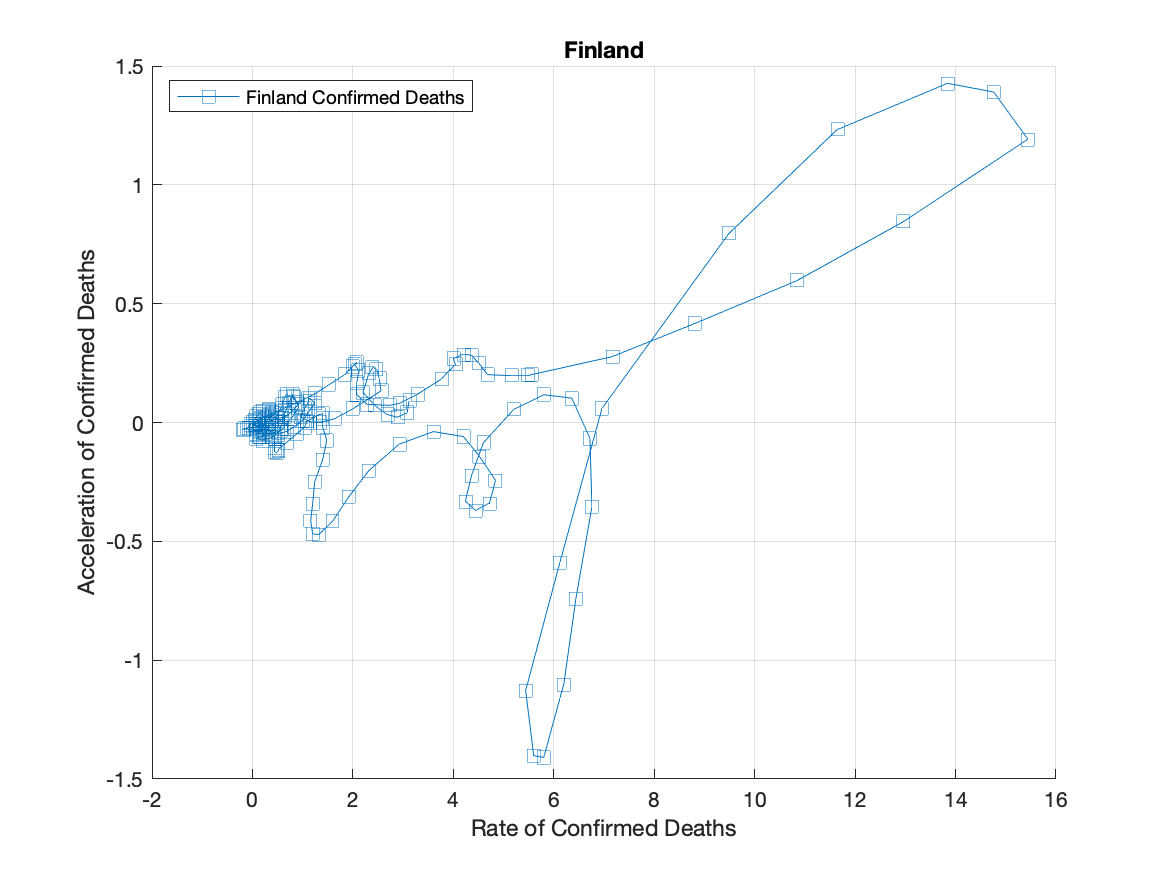 Finland
Finland Confirmed Deaths
1.5
1
0.5
0
-0.5
-1
-1.5
Acceleration of Confirmed Deaths
-2 0 2 4 6 8 10 12 14 16
Rate of Confirmed Deaths